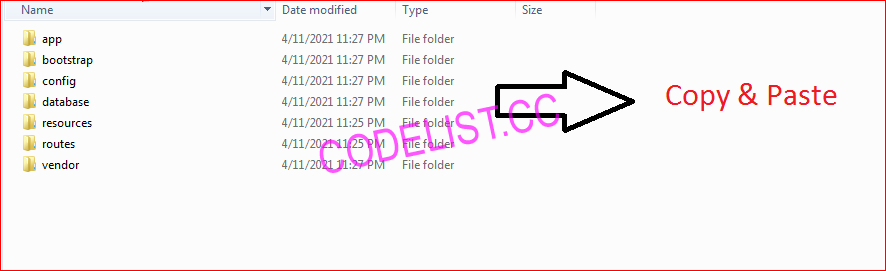 Name Date modified Type Size
app 4/11/2021 11:27 PM File folder
bootstrap 4/11/2021 11:27 PM File folder
config 4/11/2021 11:27 PM File folder
database 4/11/2021 11:27 PM File folder
resources 4/11/2021 11:25 PM File folder
routes 4/11/2021 11:25 PM File folder
vendor 4/11/2021 11:27 PM File folder
Copy & Paste
CODELIST.CC